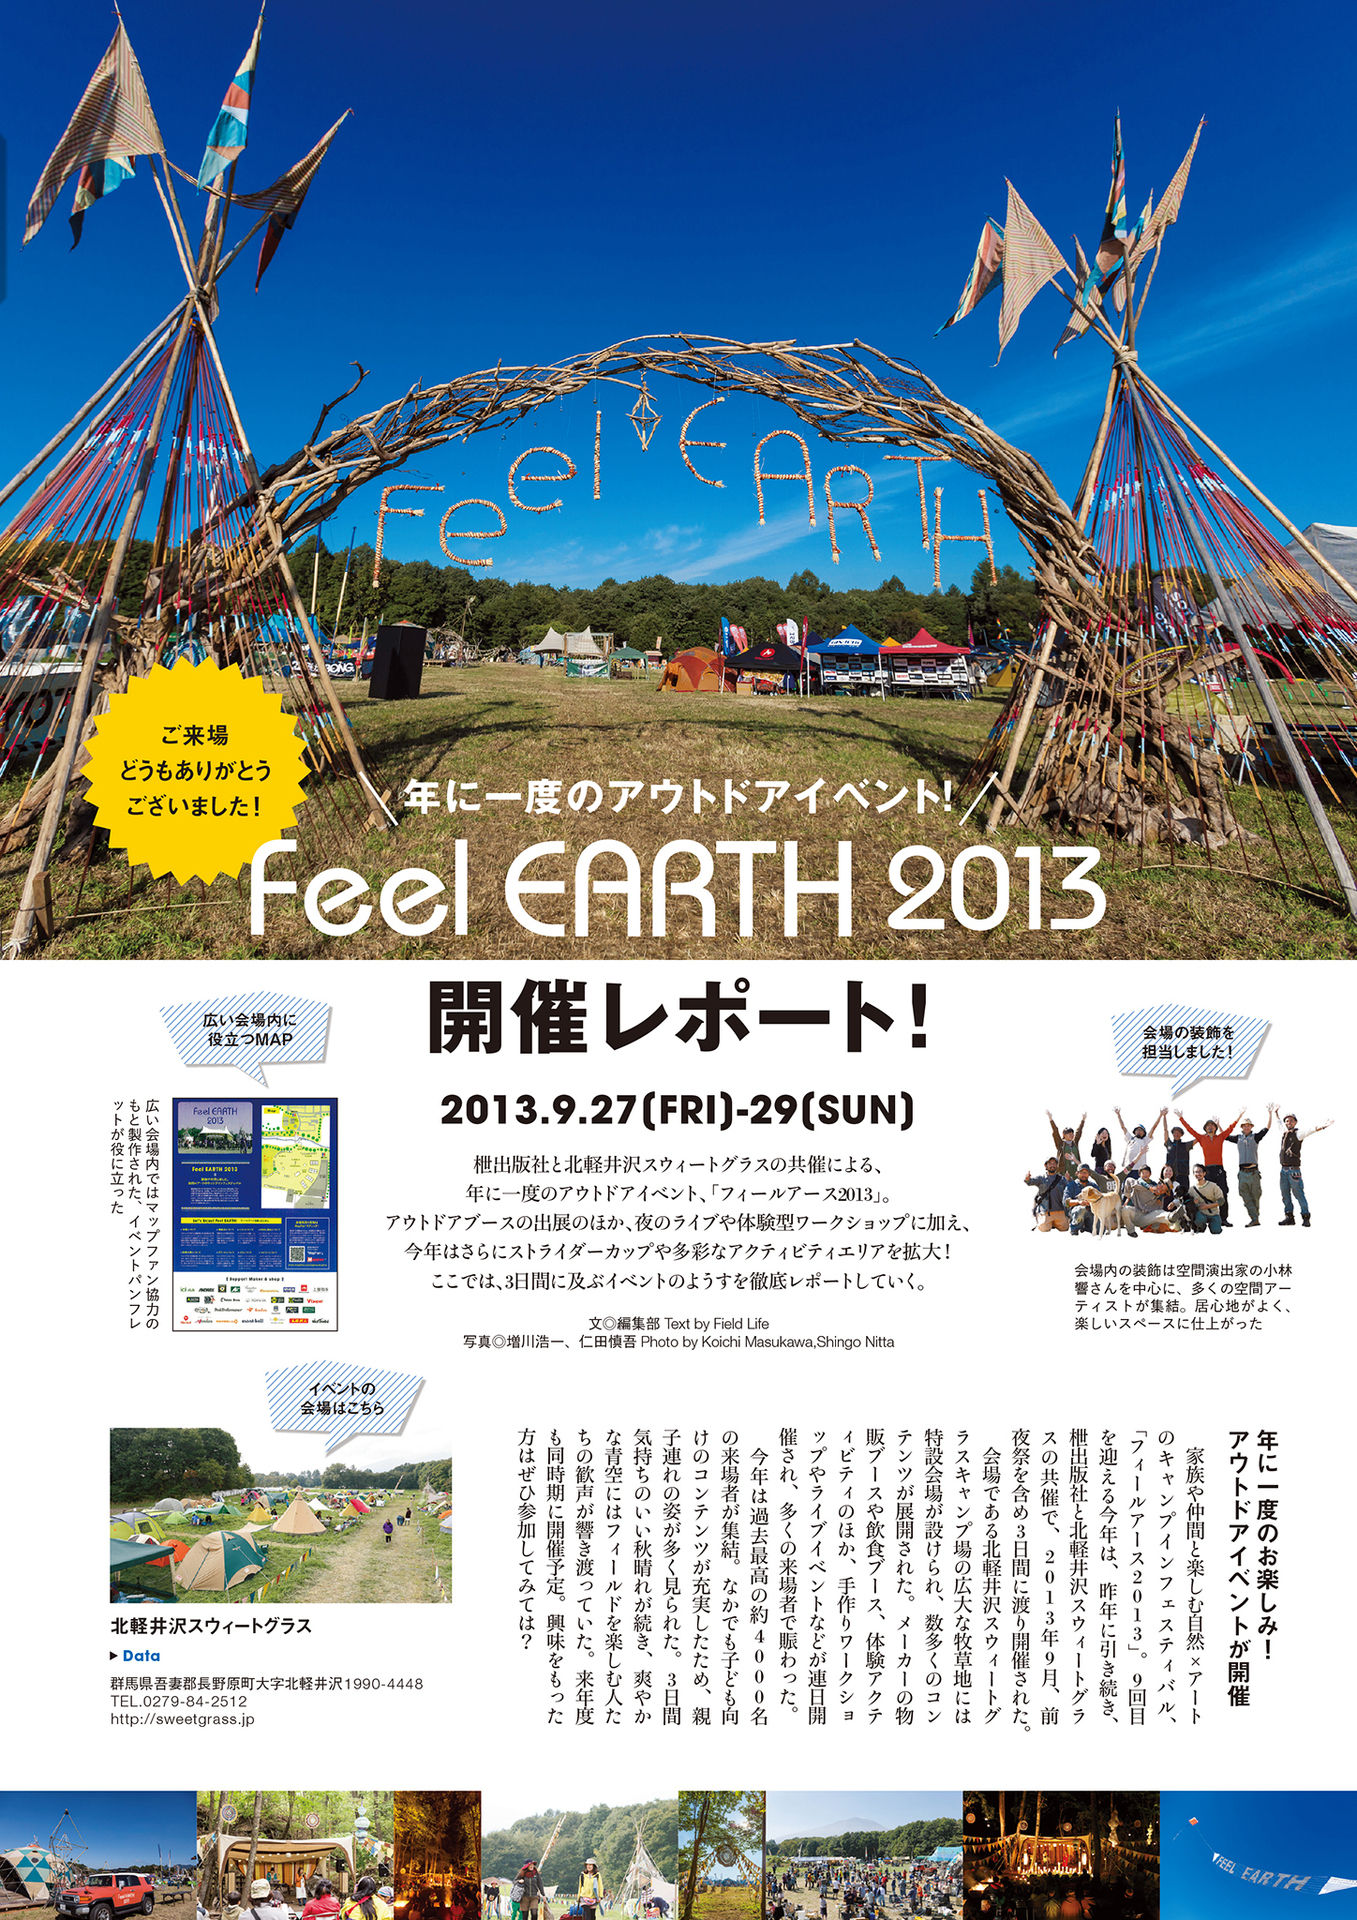 Feel EARTH
ご来場
どうもありがとう
ございました!
年に一度のアウトドアイベント!
Feel EARTH 2013
開催レポート!
2013.9.27(FRI)-29(SUN)
枻出版社と北軽井沢スウィートグラスの共催による、
年に一度のアウトドアイベント、「フィールアース2013」。
アウトドアブースの出展のほか、夜のライブや体験型ワークショップに加え、
今年はさらにストライダーカップや多彩なアクティビティエリアを拡大!
ここでは、3日間に及ぶイベントのようすを徹底レポートしていく。
文◎編集部 Text by Field Life
写真◎増川浩一、仁田慎吾 Photo by Koichi Masukawa,Shingo Nitta
広い会場内に
役立つMAP
広い会場内ではマップファン協力の
もと製作された、イベントパンフレ
ットが役に立った
Feel EARTH
2013
Feel EARTH 2013
[ Support Maker & shop ]
会場の装飾を
担当しました!
会場内の装飾は空間演出家の小林
響さんを中心に、多くの空間アー
ティストが集結。居心地がよく、
楽しいスペースに仕上がった
イベントの
会場はこちら
北軽井沢スウィートグラス
Data
群馬県吾妻郡長野原町大字北軽井沢1990-4448
TEL.0279-84-2512
http://sweetgrass.jp
年に一度のお楽しみ!
アウトドアイベントが開催
家族や仲間と楽しむ自然×アート
のキャンプインフェスティバル、
「フィールアース2013」。9回目
を迎える今年は、昨年に引き続き、
枻出版社と北軽井沢スウィートグラ
スの共催で、2013年9月、前
夜祭を含め3日間に渡り開催された。
会場である北軽井沢スウィートグ
ラスキャンプ場の広大な牧草地には
特設会場が設けられ、数多くのコン
テンツが展開された。メーカーの物
販ブースや飲食ブース、体験アクテ
ィビティのほか、手作りワークショ
ップやライブイベントなどが連日開
催され、多くの来場者で賑わった。
今年は過去最高の約4000名
の来場者が集結。なかでも子ども向
けのコンテンツが充実したため、親
子連れの姿が多く見られた。3日間
気持ちのいい秋晴れが続き、爽やか
な青空にはフィールドを楽しむ人た
ちの歓声が響き渡っていた。来年度
も同時期に開催予定。興味をもった
方はぜひ参加してみては?
FEEL EARTH